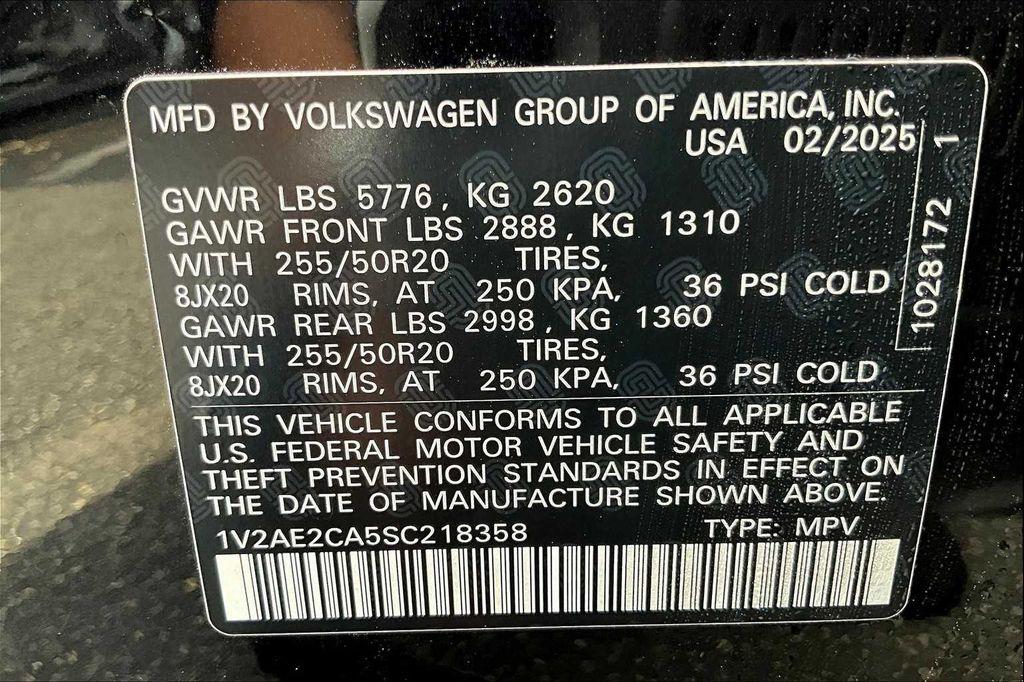 MFD BY VOLKSWAGEN GROUP OF AMERICA, INC.
USA 02/2025
GVWR LBS 5776, KG 2620
GAWR FRONT LBS 2888, KG 1310
WITH 255/50R20 TIRES,
8JX20 RIMS, AT 250 KPA, 36 PSI COLD
GAWR REAR LBS 2998, KG 1360
WITH 255/50R20 TIRES,
8JX20 RIMS, AT 250 KPA, 36 PSI COLD
1028172 1
THIS VEHICLE CONFORMS TO ALL APPLICABLE
U.S. FEDERAL MOTOR VEHICLE SAFETY AND
THEFT PREVENTION STANDARDS IN EFFECT ON
THE DATE OF MANUFACTURE SHOWN ABOVE.
1V2AE2CA5SC218358 TYPE: MPV